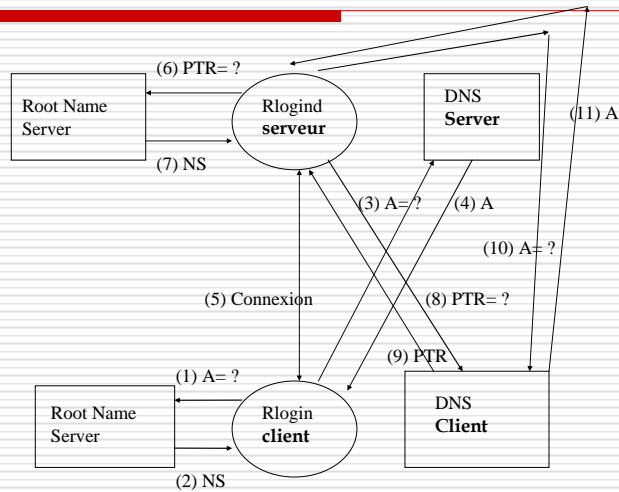 (6) PTR= ?
Root Name
Server
Rlogind
serveur
DNS
Server
(11) A
(7) NS
(3) A= ?
(4) A
(10) A= ?
(5) Connexion
(8) PTR= ?
(9) PTR
(1) A= ?
Root Name
Server
Rlogin
client
DNS
Client
(2) NS